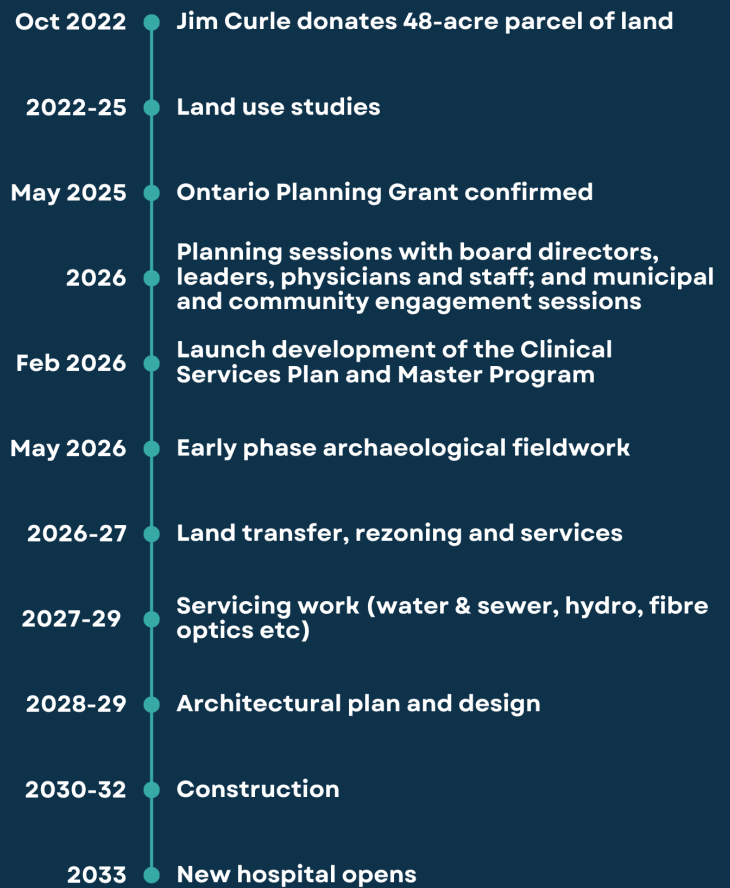 Oct 2022 Jim Curle donates 48-acre parcel of land
2022-25 Land use studies
May 2025 Ontario Planning Grant confirmed
Planning sessions with board directors,
2026 leaders, physicians and staff; and municipal
and community engagement sessions
Feb 2026 Launch development of the Clinical
Services Plan and Master Program
May 2026 Early phase archaeological fieldwork
2026-27 Land transfer, rezoning and services
2027-29 Servicing work (water & sewer, hydro, fibre
optics etc)
2028-29 Architectural plan and design
2030-32 Construction
2033 New hospital opens